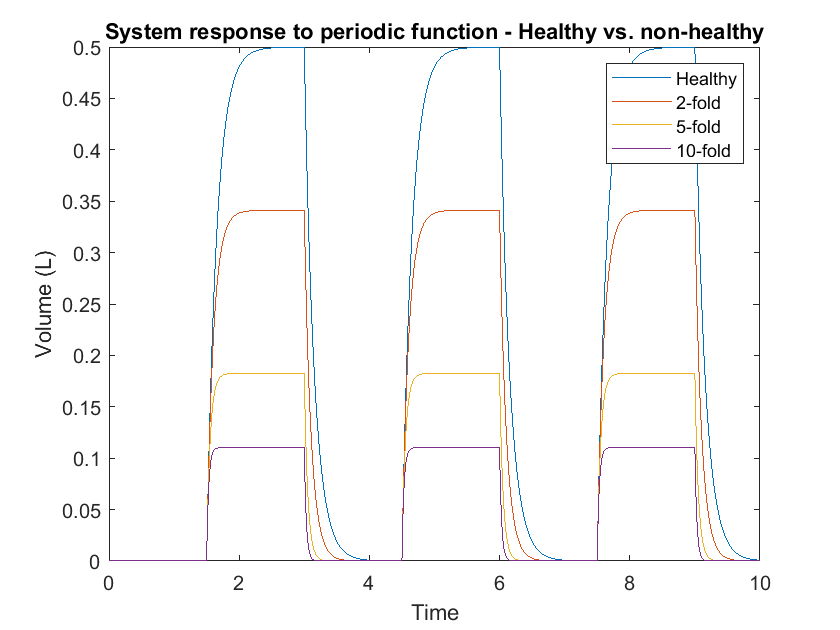 System response to periodic function - Healthy vs. non-healthy
0.5
0.45
0.4
0.35
0.3
0.25
0.2
0.15
0.1
0.05
0
Volume (L)
Healthy
2-fold
5-fold
10-fold
0 2 4 6 8 10
Time